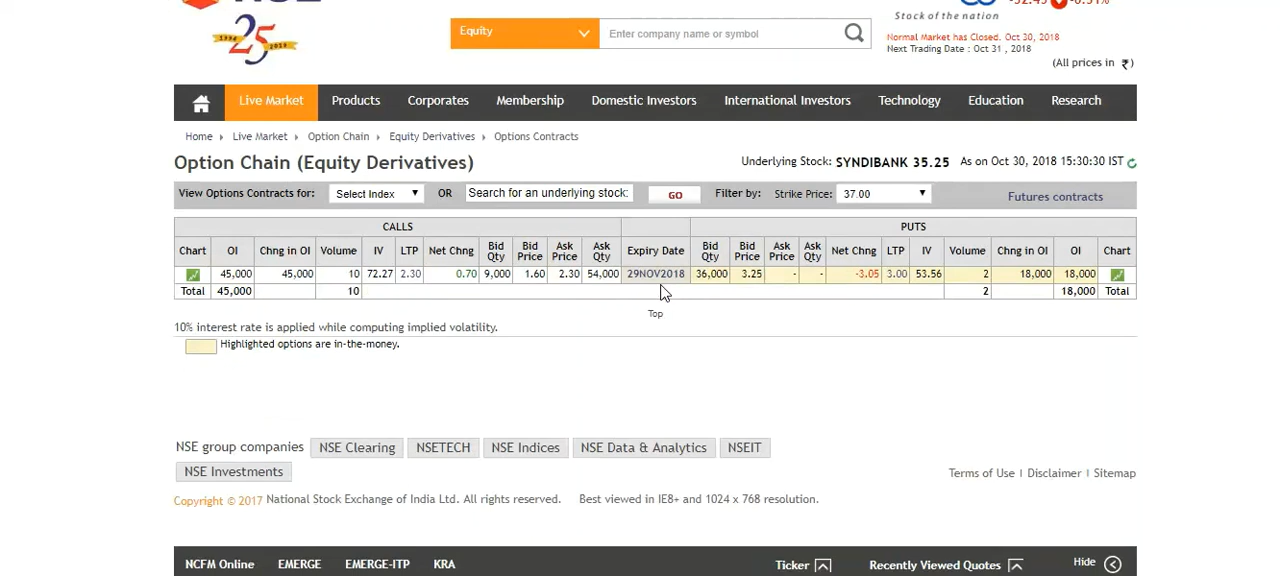 NSE
25
Equity
Enter company name or symbol
Stock of the nation
Normal Market has Closed. Oct 30, 2018
Next Trading Date : Oct 31 , 2018
(All prices in ₹)
Live Market Products Corporates Membership Domestic Investors International Investors Technology Education Research
Home Live Market Option Chain Equity Derivatives Options Contracts
Option Chain (Equity Derivatives)
Underlying Stock: SYNDIBANK 35.25 As on Oct 30, 2018 15:30:30 IST
View Options Contracts for: Select Index OR Search for an underlying stock: GO Filter by: Strike Price: 37.00 Futures contracts
CALLS PUTS
Chart OI Chng in OI Volume IV LTP Net Chng Bid Qty Bid Price Ask Price Ask Qty Expiry Date Bid Qty Bid Price Ask Price Ask Qty Net Chng LTP IV Volume Chng in OI OI Chart
45,000 45,000 10 72.27 2.30 0.70 9,000 1.60 2.30 54,000 29NOV2018 36,000 3.25 - - -3.05 3.00 53.56 2 18,000 18,000
Total 45,000 10 2 18,000 Total
Top
10% interest rate is applied while computing implied volatility.
Highlighted options are in-the-money.
NSE group companies NSE Clearing NSETECH NSE Indices NSE Data & Analytics NSEIT
NSE Investments
Terms of Use | Disclaimer | Sitemap
Copyright © 2017 National Stock Exchange of India Ltd. All rights reserved. Best viewed in IE8+ and 1024 x 768 resolution.
NCFM Online EMERGE EMERGE-ITP KRA Ticker Recently Viewed Quotes Hide